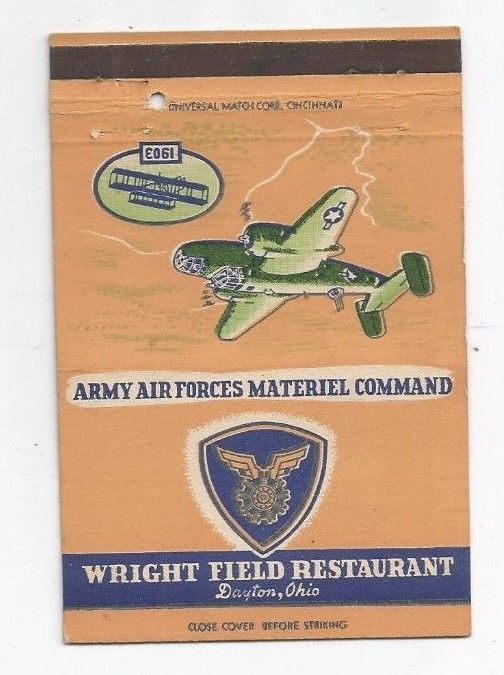 UNIVERSAL MATCH CORP., CINCINNATI
1903
ARMY AIR FORCES MATERIEL COMMAND
WRIGHT FIELD RESTAURANT
Dayton, Ohio
CLOSE COVER BEFORE STRIKING